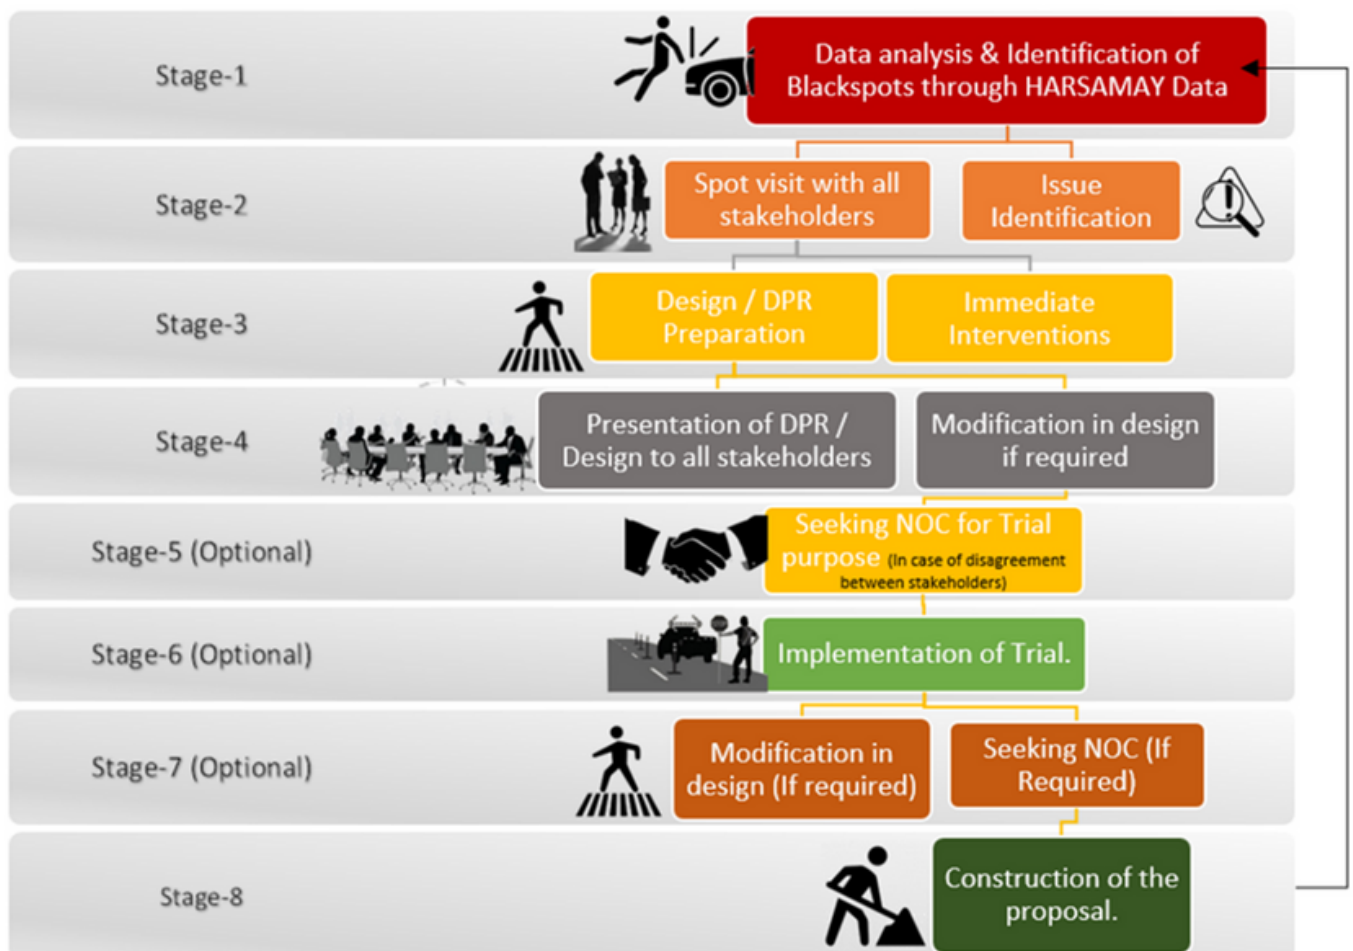 Stage-1
Data analysis & Identification of
Blackspots through HARSAMAY Data
Stage-2
Spot visit with all
stakeholders
Issue
Identification
Stage-3
Design / DPR
Preparation
Immediate
Interventions
Stage-4
Presentation of DPR /
Design to all stakeholders
Modification in design
if required
Stage-5 (Optional)
Seeking NOC for Trial
purpose (In case of disagreement
between stakeholders)
Stage-6 (Optional)
Implementation of Trial.
Stage-7 (Optional)
Modification in
design (If required)
Seeking NOC (If
Required)
Stage-8
Construction of the
proposal.